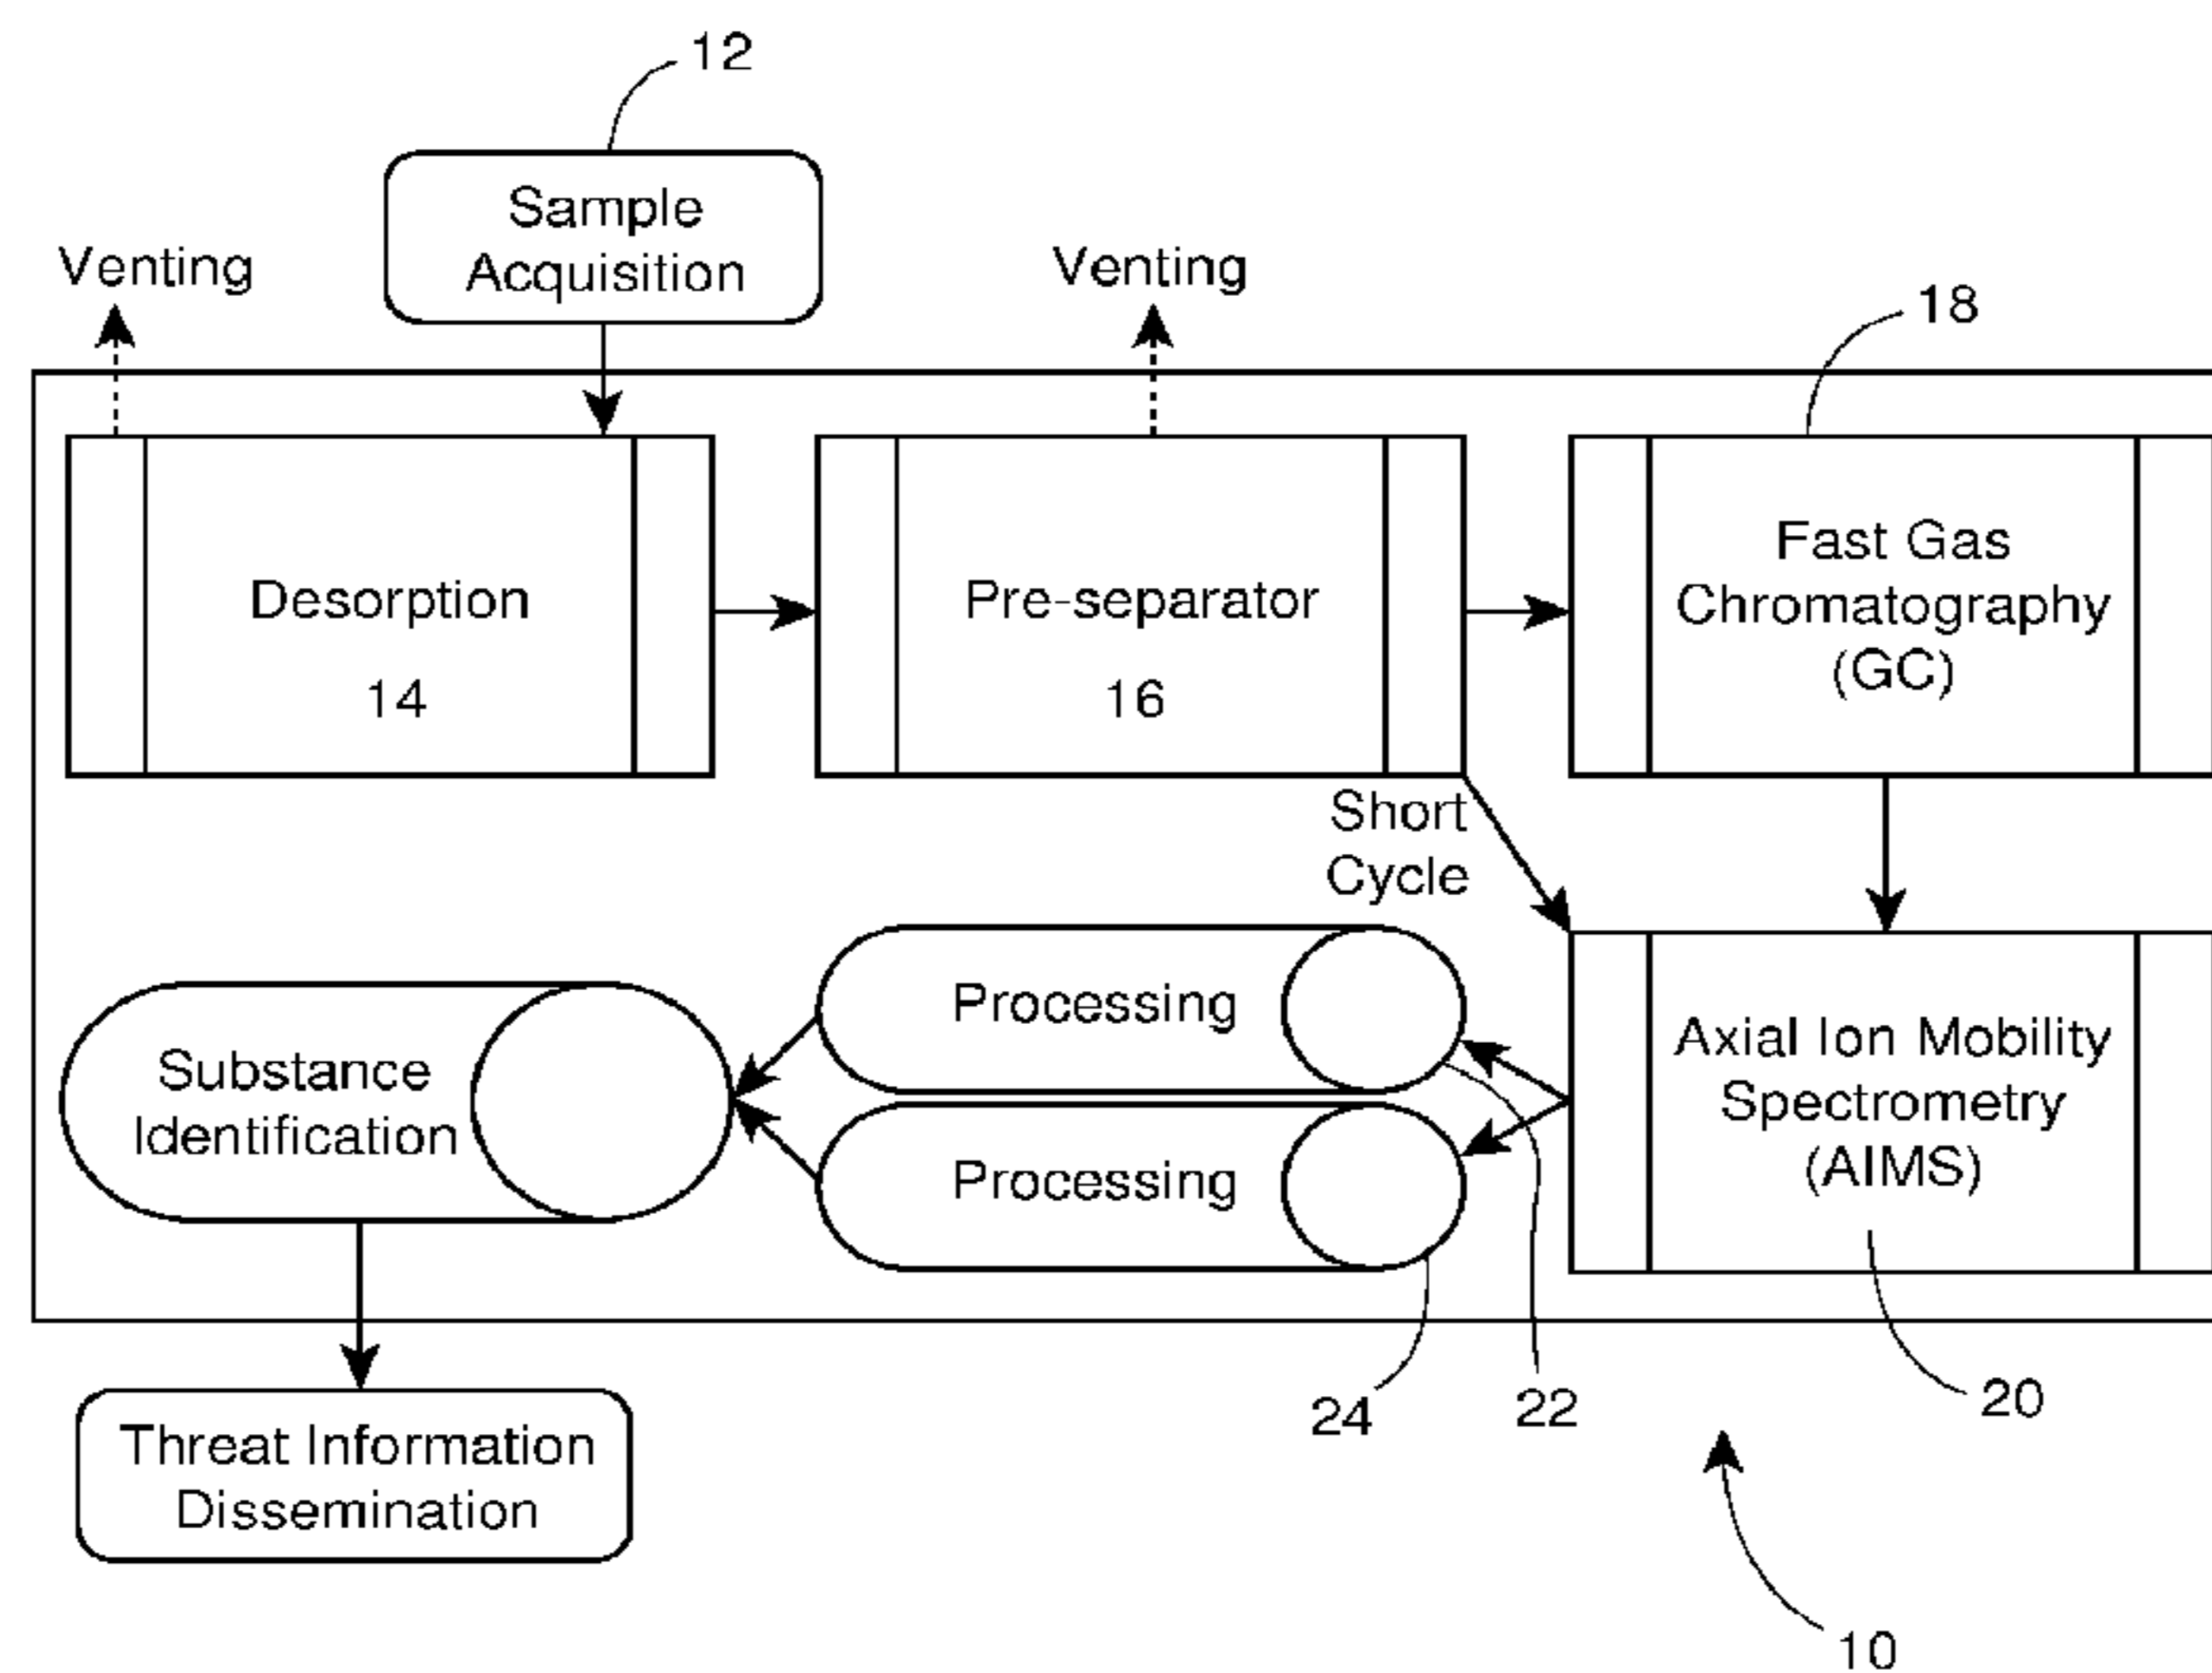 12
Sample
Acquisition
Venting
Venting
18
Desorption
14
Pre-separator
16
Fast Gas
Chromatography
(GC)
Short
Cycle
Processing
Substance
Identification
Axial Ion Mobility
Spectrometry
(AIMS)
Processing
24
22
20
Threat Information
Dissemination
10